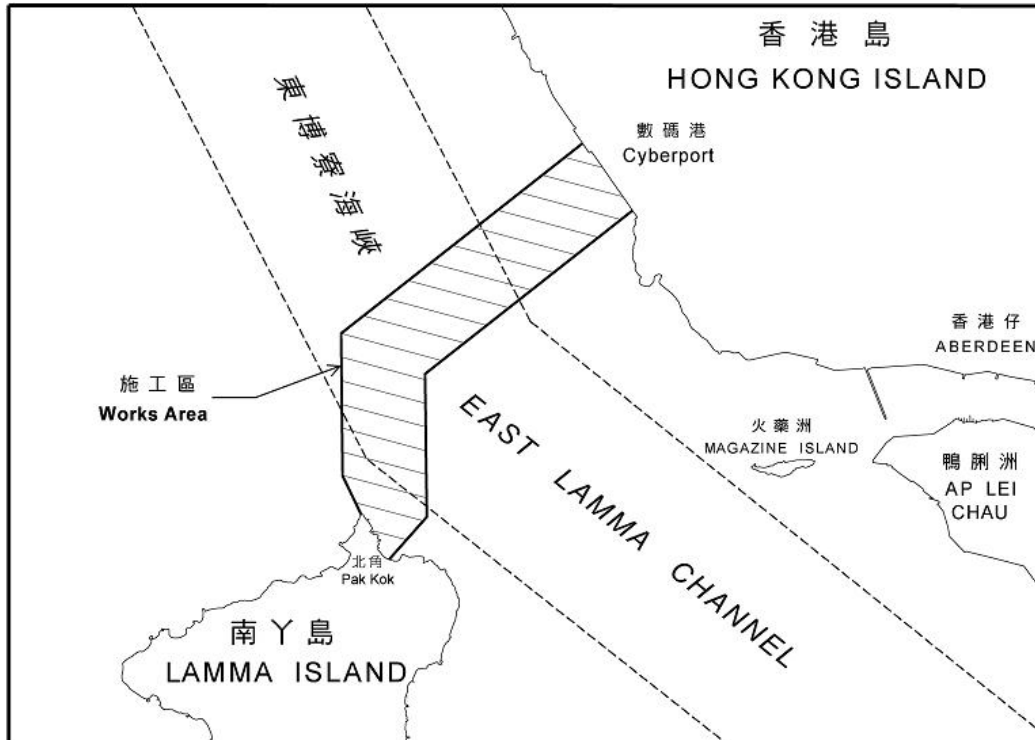 香港島
HONG KONG ISLAND
東博寮海峽
數碼港
Cyberport
香港仔
ABERDEEN
施工區
Works Area
火藥洲
MAGAZINE ISLAND
鴨脷洲
AP LEI
CHAU
EAST LAMMA CHANNEL
北角
Pak Kok
南丫島
LAMMA ISLAND